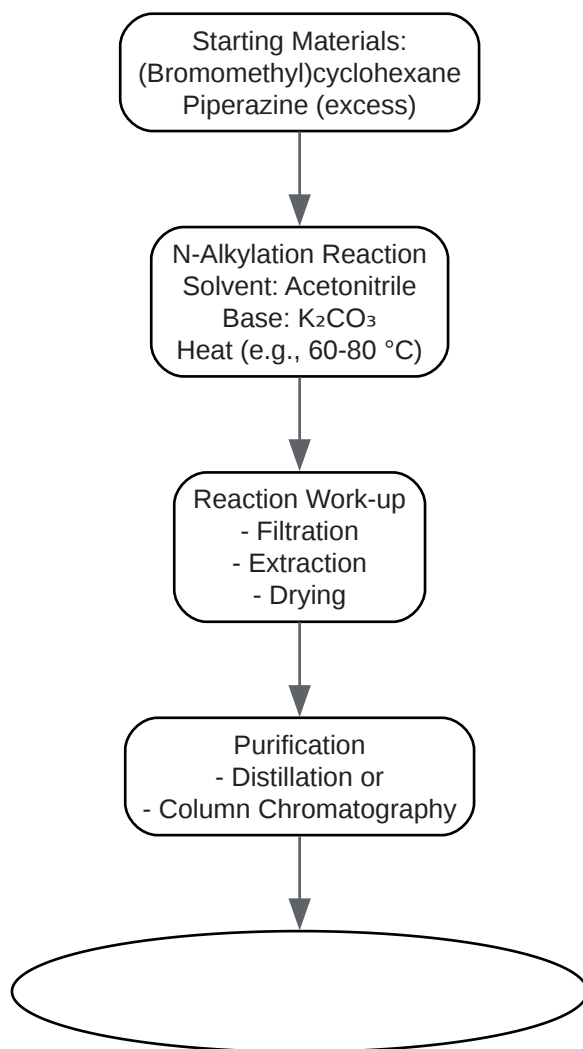 Starting Materials:
(Bromomethyl)cyclohexane
Piperazine (excess)
N-Alkylation Reaction
Solvent: Acetonitrile
Base: K₂CO₃
Heat (e.g., 60-80 °C)
Reaction Work-up
- Filtration
- Extraction
- Drying
Purification
- Distillation or
- Column Chromatography